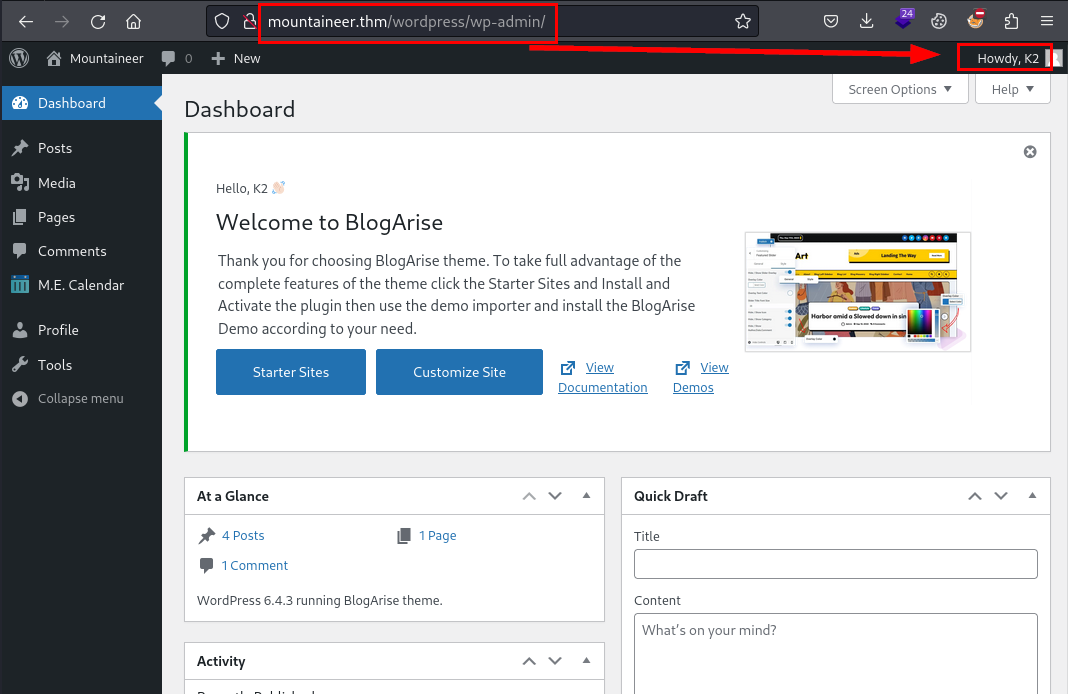 mountaineer.thm/wordpress/wp-admin/
24
Mountaineer 0 New Howdy, K2
Screen Options Help
Dashboard
Posts
Media
Pages
Comments
M.E. Calendar
Profile
Tools
Collapse menu
Dashboard
Hello, K2
Welcome to BlogArise
Thank you for choosing BlogArise theme. To take full advantage of the
complete features of the theme click the Starter Sites and Install and
Activate the plugin then use the demo importer and install the BlogArise
Demo according to your need.
Starter Sites
Customize Site
View
Documentation
View
Demos
Art
Landing The Way
Harbor amid a Slowed down in sin
At a Glance
4 Posts
1 Page
1 Comment
WordPress 6.4.3 running BlogArise theme.
Activity
Quick Draft
Title
Content
What's on your mind?